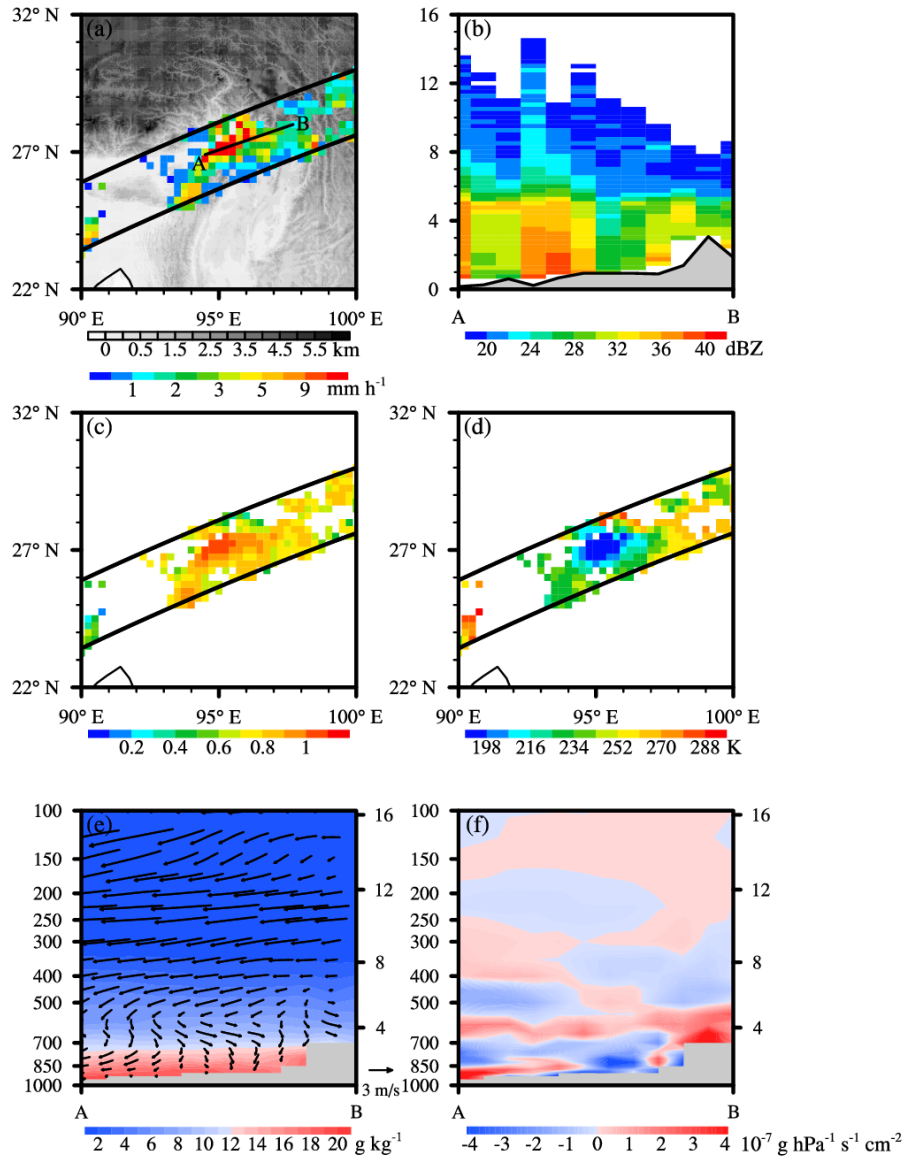 (a)
32° N
27° N
22° N
90° E 95° E 100° E
0 0.5 1.5 2.5 3.5 4.5 5.5 km
1 2 3 5 9 mm h⁻¹
(b)
16
12
8
4
0
A B
A B
20 24 28 32 36 40 dBZ
(c)
32° N
27° N
22° N
90° E 95° E 100° E
0.2 0.4 0.6 0.8 1
(d)
32° N
27° N
22° N
90° E 95° E 100° E
198 216 234 252 270 288 K
(e)
100
150
200
250
300
400
500
700
850
1000
16
12
8
4
3 m/s
A B
2 4 6 8 10 12 14 16 18 20 g kg⁻¹
(f)
100
150
200
250
300
400
500
700
850
1000
16
12
8
4
A B
-4 -3 -2 -1 0 1 2 3 4 10⁻⁷ g hPa⁻¹ s⁻¹ cm⁻²